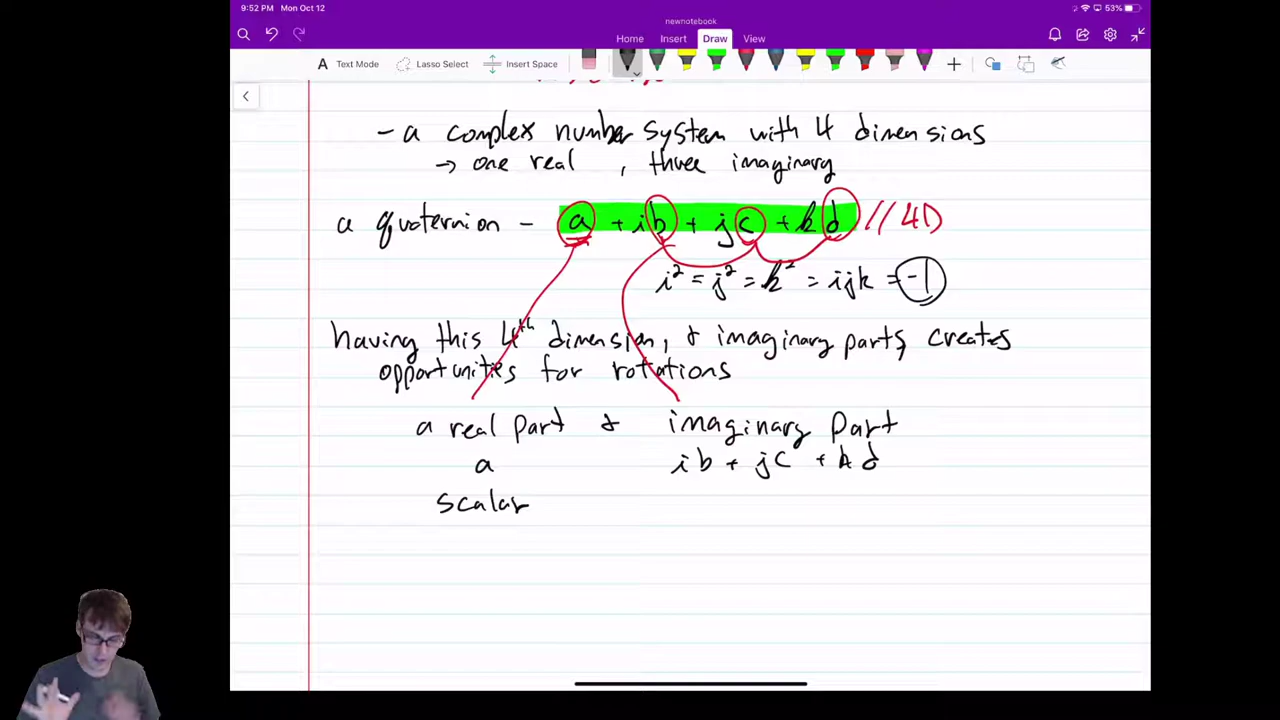 9:52 PM Mon Oct 12
53%
newnotebook
Home Insert Draw View
Text Mode Lasso Select Insert Space
- a complex number system with 4 dimensions
→ one real , three imaginary
a quaternion - a + ib + jc + kd //4D
i² = j² = k² = ijk = -1
having this 4th dimension, & imaginary parts, creates
opportunities for rotations
a real part & imaginary part
a ib + jc + kd
scalar